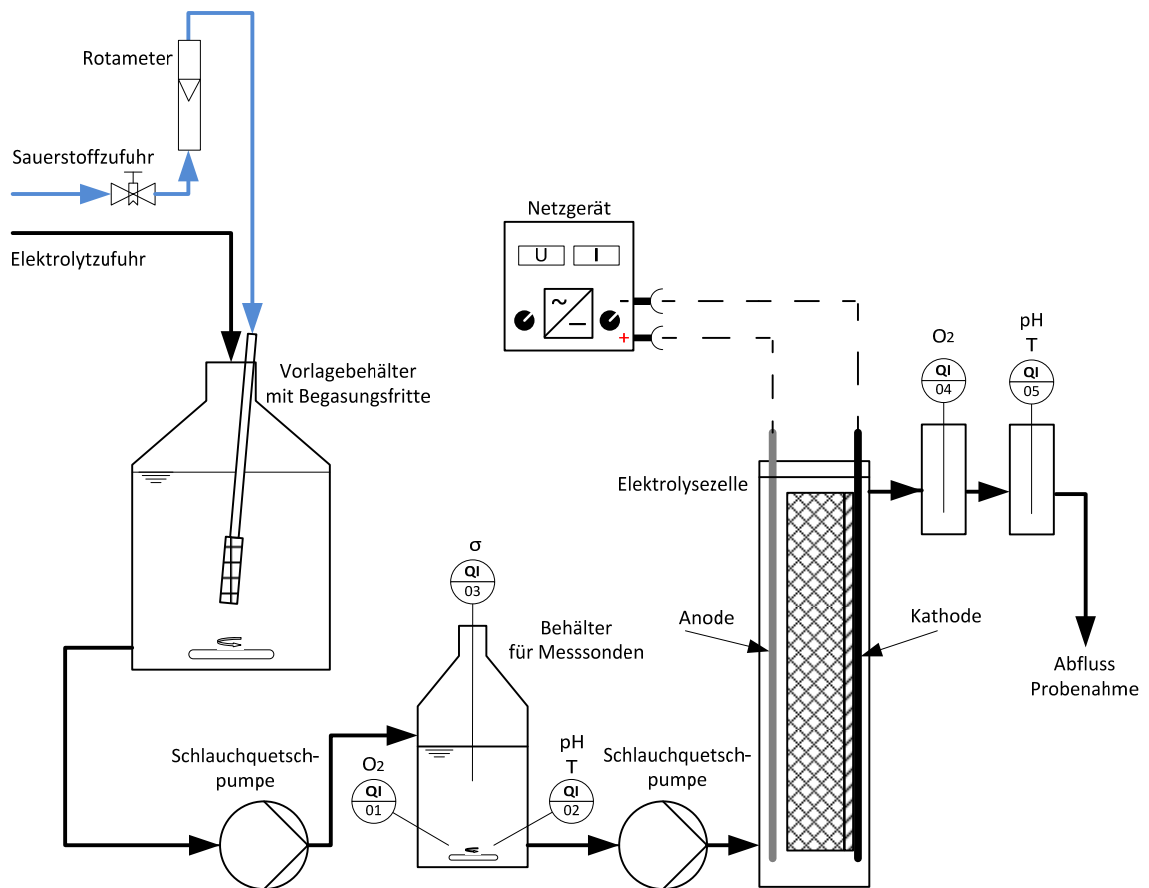 Rotameter
Sauerstoffzufuhr
Elektrolytzufuhr
Vorlagebehälter
mit Begasungsfritte
Netzgerät
U
I
~
–
-
+
O2
QI
04
pH
T
QI
05
Elektrolysezelle
Anode
Kathode
Abfluss
Probenahme
σ
QI
03
Behälter
für Messsonden
Schlauchquetsch-
pumpe
O2
QI
01
pH
T
QI
02
Schlauchquetsch-
pumpe